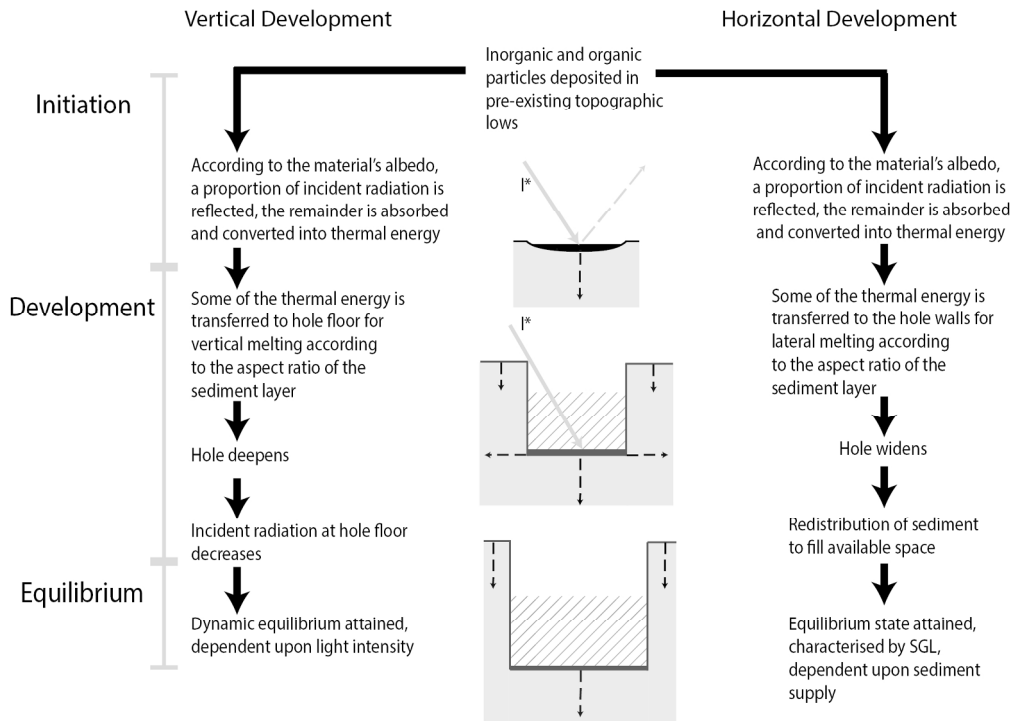 Vertical Development
Horizontal Development
Initiation
Development
Equilibrium
Inorganic and organic
particles deposited in
pre-existing topographic
lows
According to the material's albedo,
a proportion of incident radiation is
reflected, the remainder is absorbed
and converted into thermal energy
Some of the thermal energy is
transferred to hole floor for
vertical melting according
to the aspect ratio of the
sediment layer
Hole deepens
Incident radiation at hole floor
decreases
Dynamic equilibrium attained,
dependent upon light intensity
I*
I*
According to the material's albedo,
a proportion of incident radiation is
reflected, the remainder is absorbed
and converted into thermal energy
Some of the thermal energy is
transferred to the hole walls for
lateral melting according
to the aspect ratio of the
sediment layer
Hole widens
Redistribution of sediment
to fill available space
Equilibrium state attained,
characterised by SGL,
dependent upon sediment
supply